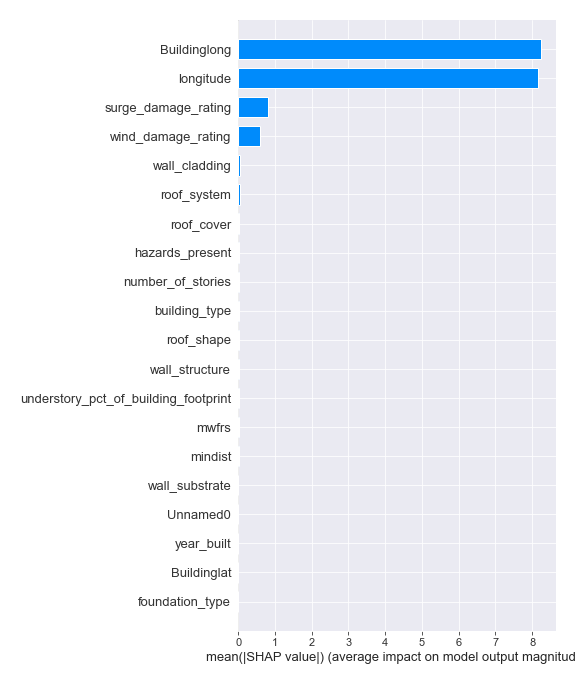 Buildinglong
longitude
surge_damage_rating
wind_damage_rating
wall_cladding
roof_system
roof_cover
hazards_present
number_of_stories
building_type
roof_shape
wall_structure
understory_pct_of_building_footprint
mwfrs
mindist
wall_substrate
Unnamed0
year_built
Buildinglat
foundation_type
0 1 2 3 4 5 6 7 8
mean(|SHAP value|) (average impact on model output magnitud